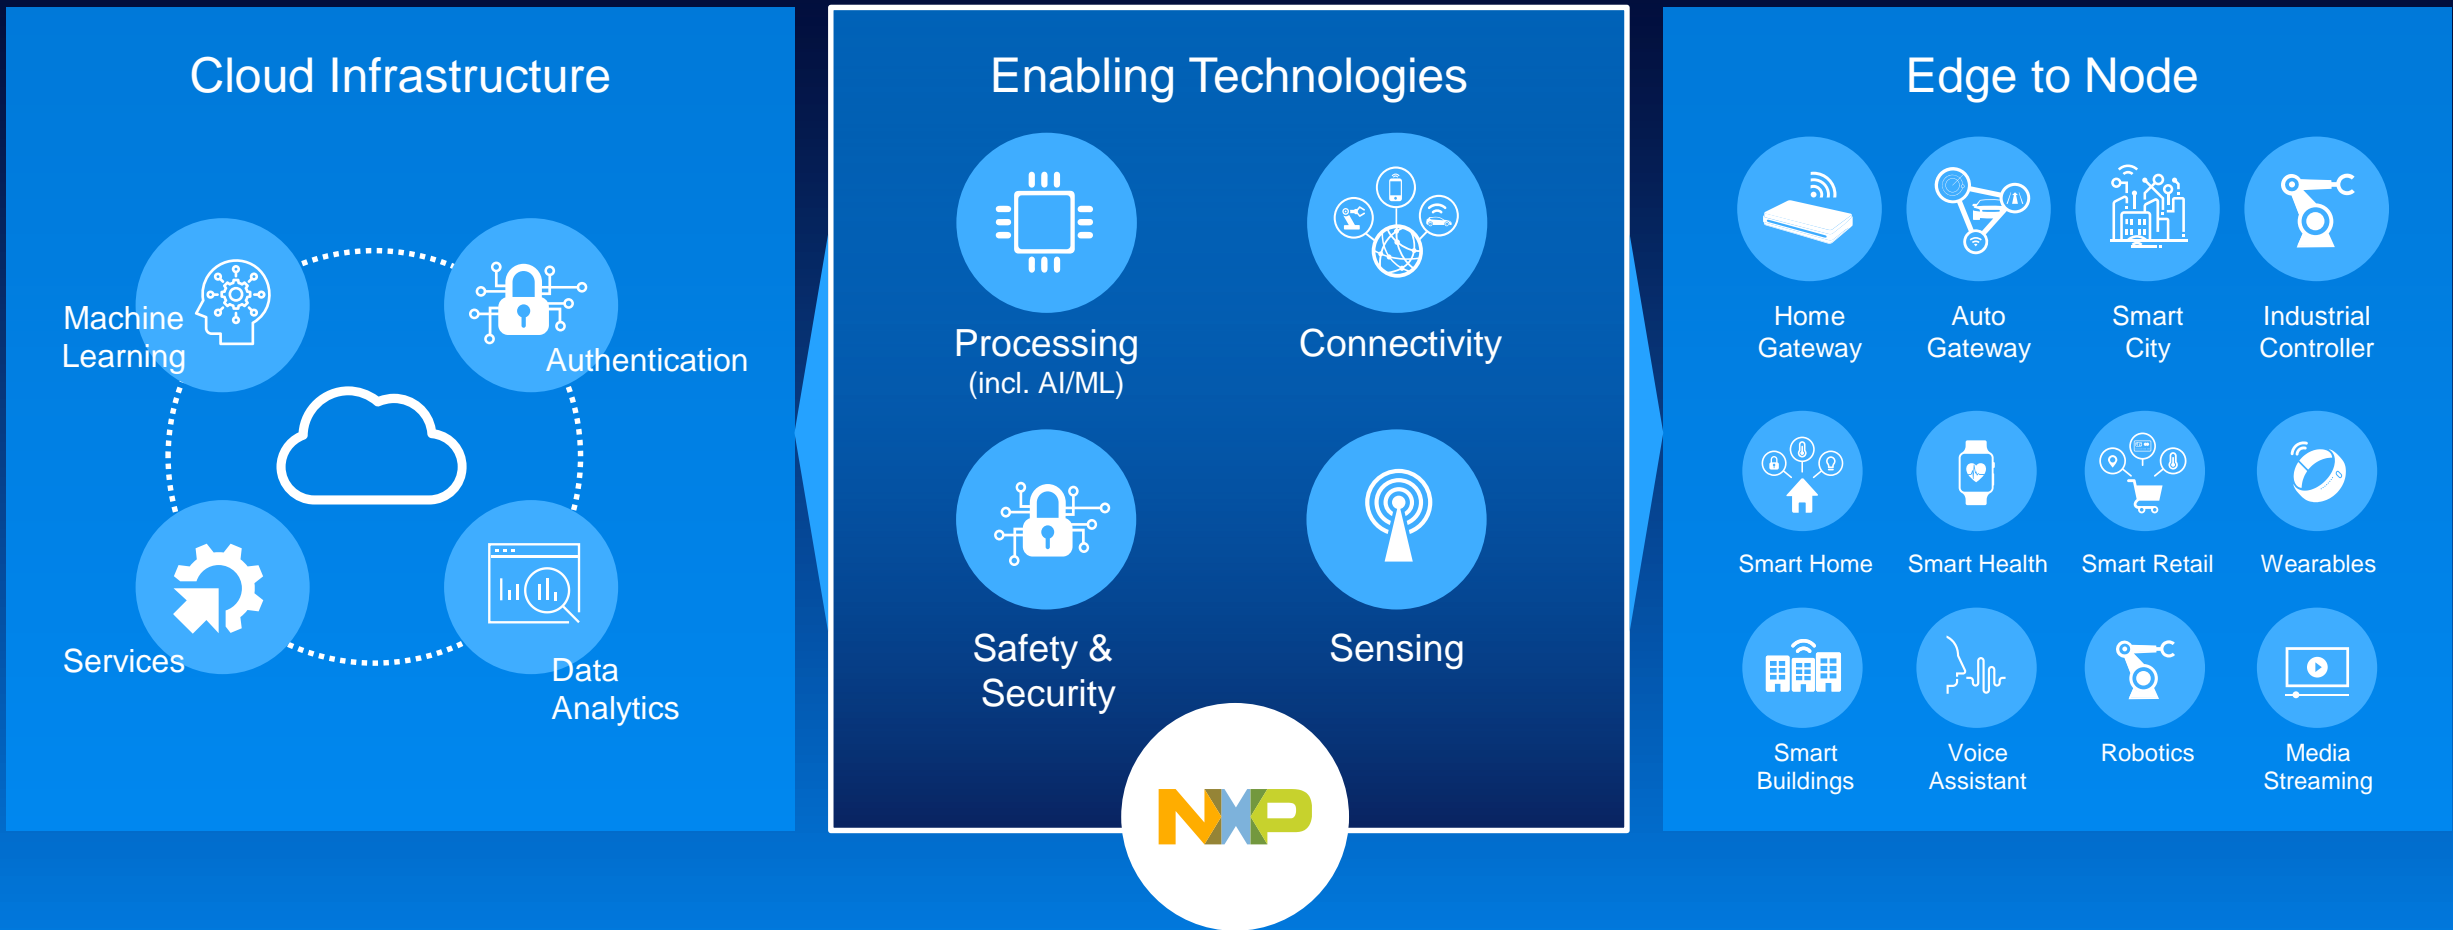 Cloud Infrastructure
Machine
Learning
Authentication
Services
Data
Analytics
Enabling Technologies
Processing
(incl. AI/ML)
Connectivity
Safety &
Security
Sensing
NXP
Edge to Node
Home
Gateway
Auto
Gateway
Smart
City
Industrial
Controller
Smart Home
Smart Health
Smart Retail
Wearables
Smart
Buildings
Voice
Assistant
Robotics
Media
Streaming